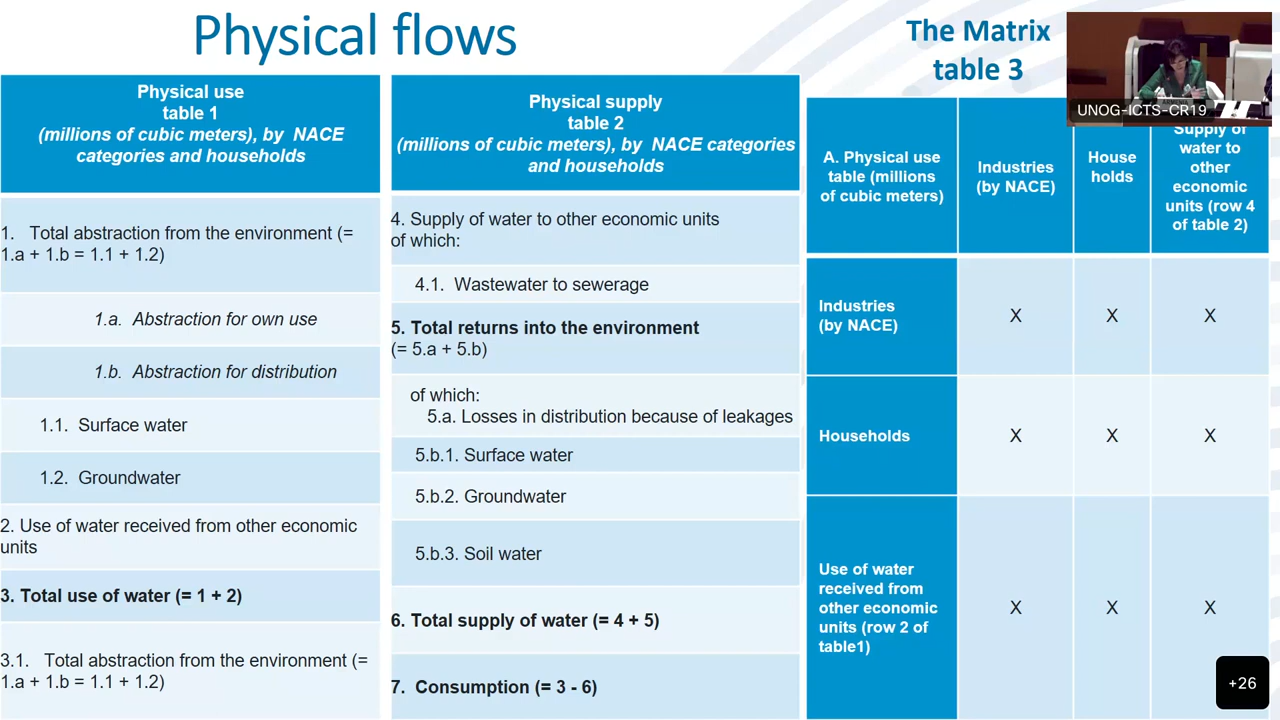 Physical flows
The Matrix
table 3
UNOG-ICTS-CR19
Physical use
table 1
(millions of cubic meters), by NACE
categories and households
1. Total abstraction from the environment (=
1.a + 1.b = 1.1 + 1.2)
1.a. Abstraction for own use
1.b. Abstraction for distribution
1.1. Surface water
1.2. Groundwater
2. Use of water received from other economic
units
3. Total use of water (= 1 + 2)
3.1. Total abstraction from the environment (=
1.a + 1.b = 1.1 + 1.2)
Physical supply
table 2
(millions of cubic meters), by NACE categories
and households
4. Supply of water to other economic units
of which:
4.1. Wastewater to sewerage
5. Total returns into the environment
(= 5.a + 5.b)
of which:
5.a. Losses in distribution because of leakages
5.b.1. Surface water
5.b.2. Groundwater
5.b.3. Soil water
6. Total supply of water (= 4 + 5)
7. Consumption (= 3 - 6)
A. Physical use
table (millions
of cubic meters)
Industries
(by NACE)
House
holds
Supply of
water to
other
economic
units (row 4
of table 2)
Industries
(by NACE)
X X X
Households
X X X
Use of water
received from
other economic
units (row 2 of
table1)
X X X
+26